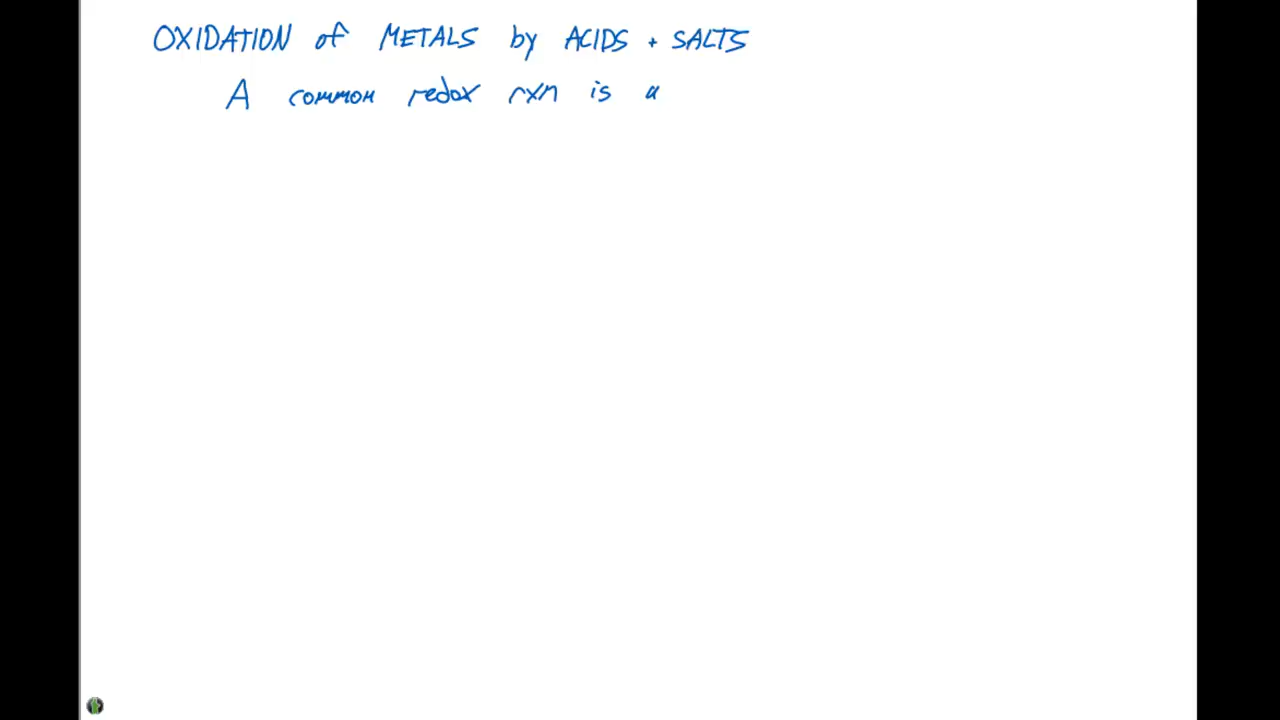 OXIDATION of METALS by ACIDS + SALTS
A common redox rxn is a